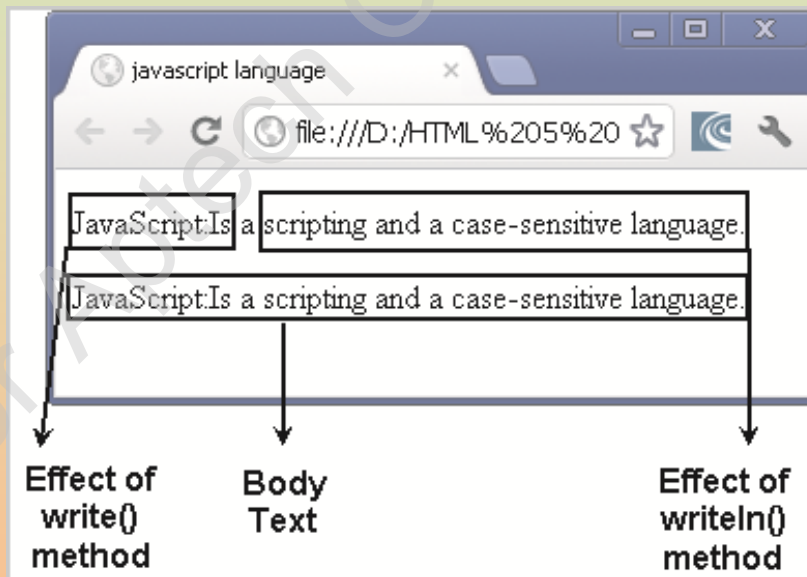 javascript language
file:///D:/HTML%205%20
JavaScript:Is a scripting and a case-sensitive language.
JavaScript:Is a scripting and a case-sensitive language.
Effect of
write()
method
Body
Text
Effect of
writeln()
method
r Aptech C